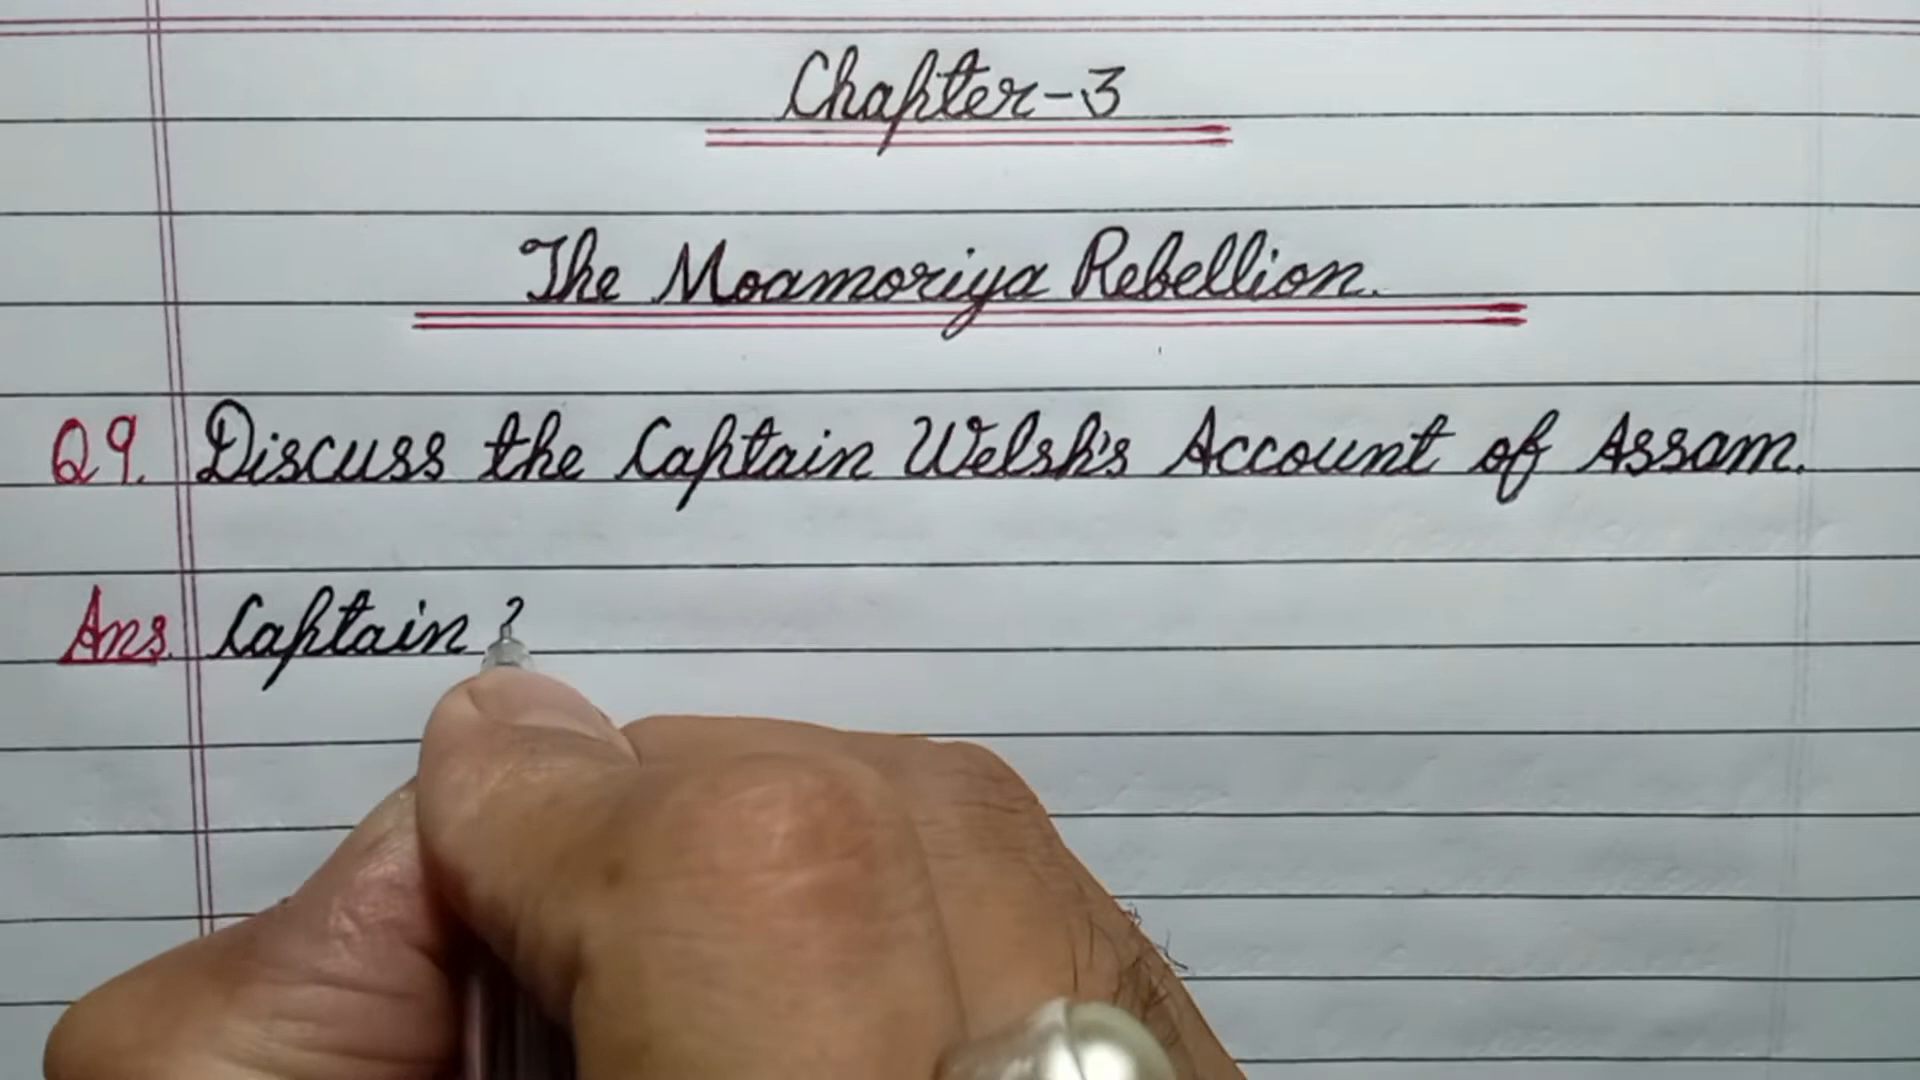 Chapter-3
The Moamoriya Rebellion.
Q9. Discuss the Captain Welsh's Account of Assam.
Ans. Captain